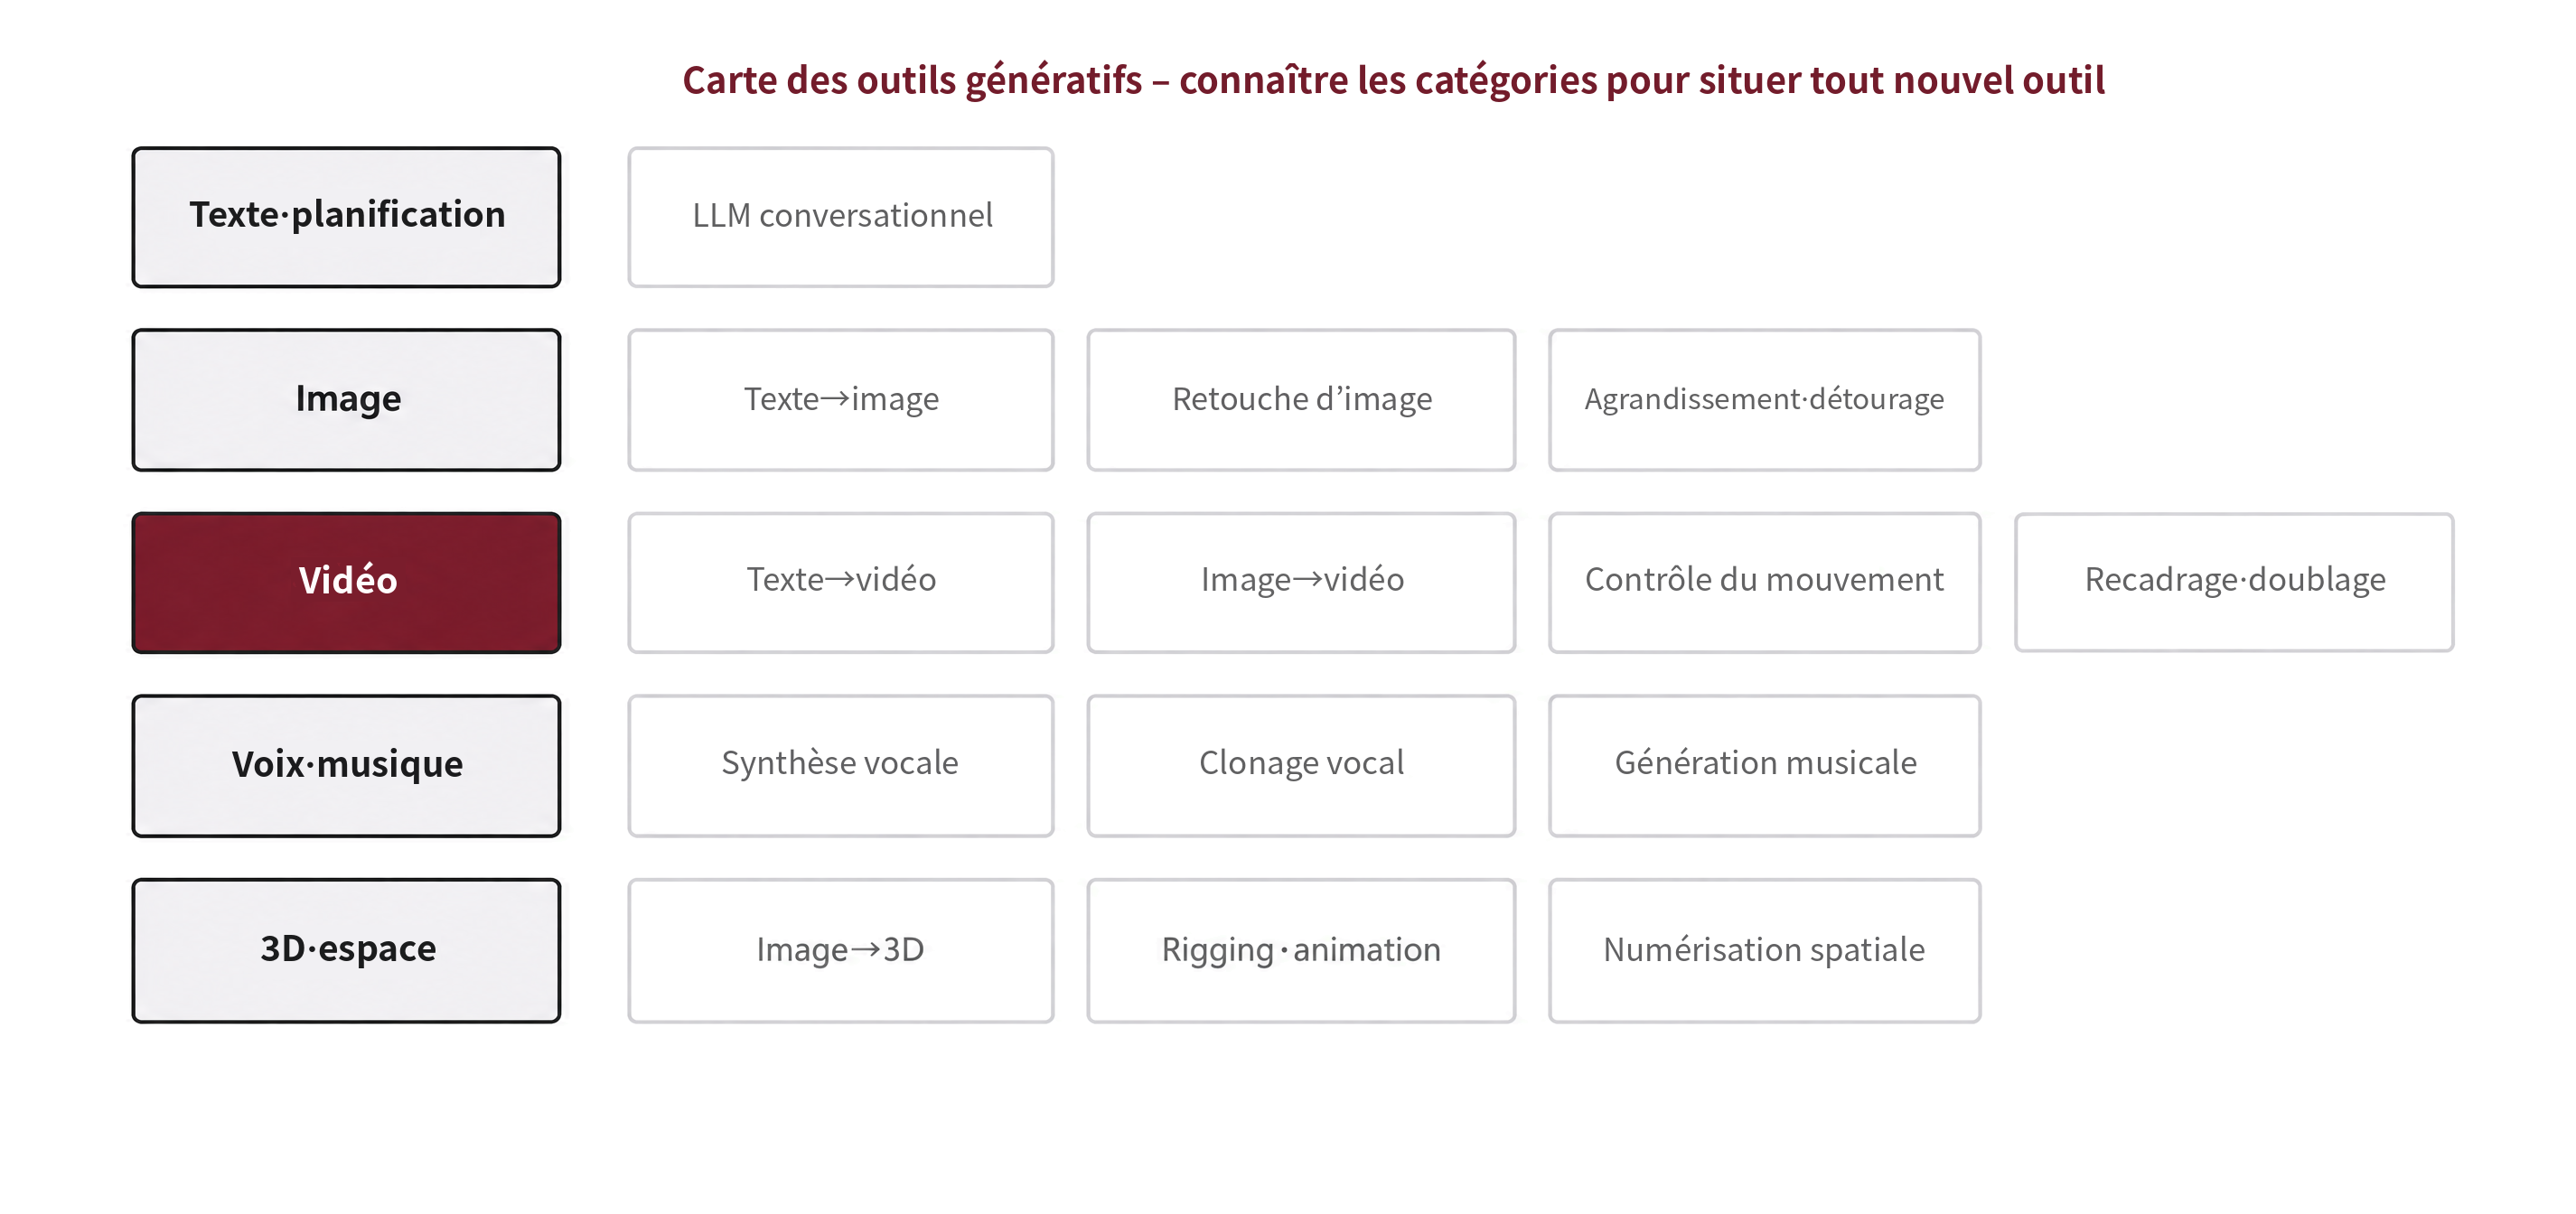 Carte des outils génératifs – connaître les catégories pour situer tout nouvel outil
Texte·planification
LLM conversationnel
Image
Texte→image
Retouche d’image
Agrandissement·détourage
Vidéo
Texte→vidéo
Image→vidéo
Contrôle du mouvement
Recadrage·doublage
Voix·musique
Synthèse vocale
Clonage vocal
Génération musicale
3D·espace
Image→3D
Rigging·animation
Numérisation spatiale